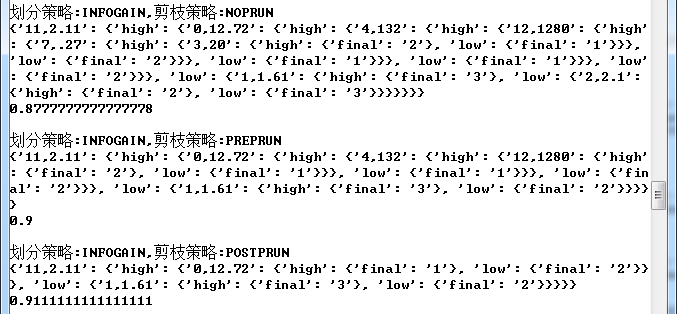 划分策略:INFOGAIN,剪枝策略:NOPRUN
{'11,2.11': {'high': {'0,12.72': {'high': {'4,132': {'high': {'12,1280': {'high'
: {'7,.27': {'high': {'3,20': {'high': {'final': '2'}, 'low': {'final': '1'}}},
'low': {'final': '2'}}}, 'low': {'final': '1'}}}, 'low': {'final': '1'}}}, 'low'
: {'final': '2'}}}, 'low': {'1,1.61': {'high': {'final': '3'}, 'low': {'2,2.1':
{'high': {'final': '2'}, 'low': {'final': '3'}}}}}}}
0.8777777777777778
划分策略:INFOGAIN,剪枝策略:PREPRUN
{'11,2.11': {'high': {'0,12.72': {'high': {'4,132': {'high': {'12,1280': {'high'
: {'final': '2'}, 'low': {'final': '1'}}}, 'low': {'final': '1'}}}, 'low': {'fin
al': '2'}}}, 'low': {'1,1.61': {'high': {'final': '3'}, 'low': {'final': '2'}}}}
}
0.9
划分策略:INFOGAIN,剪枝策略:POSTPRUN
{'11,2.11': {'high': {'0,12.72': {'high': {'final': '1'}, 'low': {'final': '2'}}
}, 'low': {'1,1.61': {'high': {'final': '3'}, 'low': {'final': '2'}}}}}
0.9111111111111111